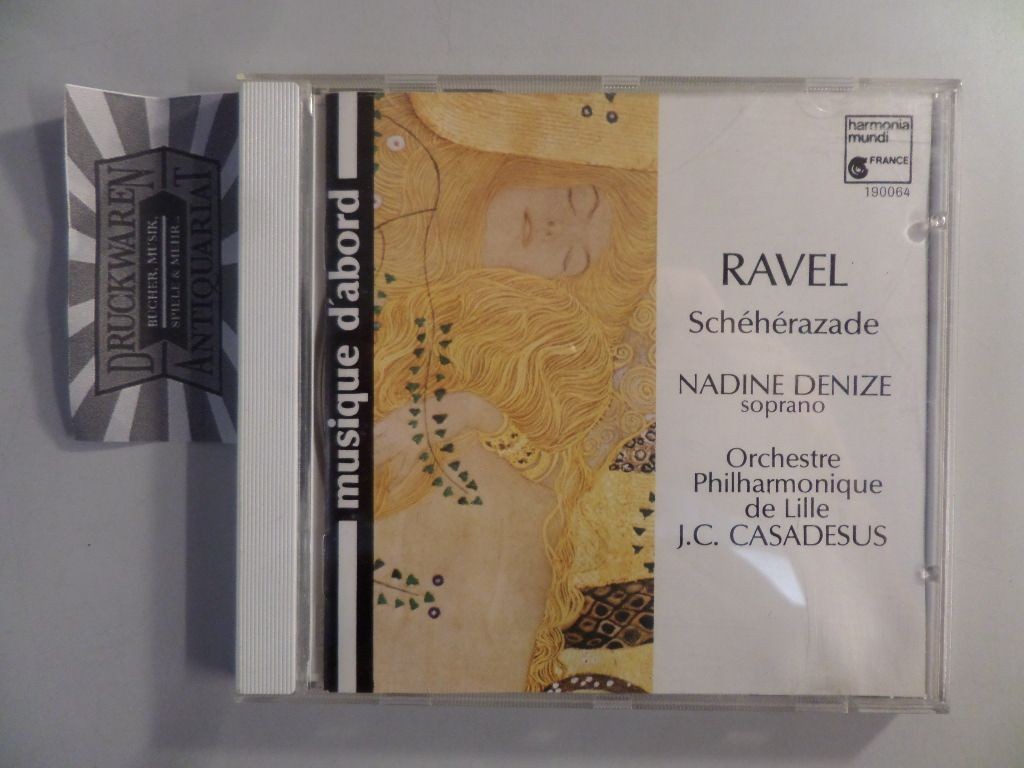 DRUCKWAREN
BÜCHER, MUSIK,
SPIELE & MEHR.
ANTIQUARIAT
musique d'abord
harmonia
mundi
FRANCE
190064
RAVEL
Schéhérazade
NADINE DENIZE
soprano
Orchestre
Philharmonique
de Lille
J.C. CASADESUS